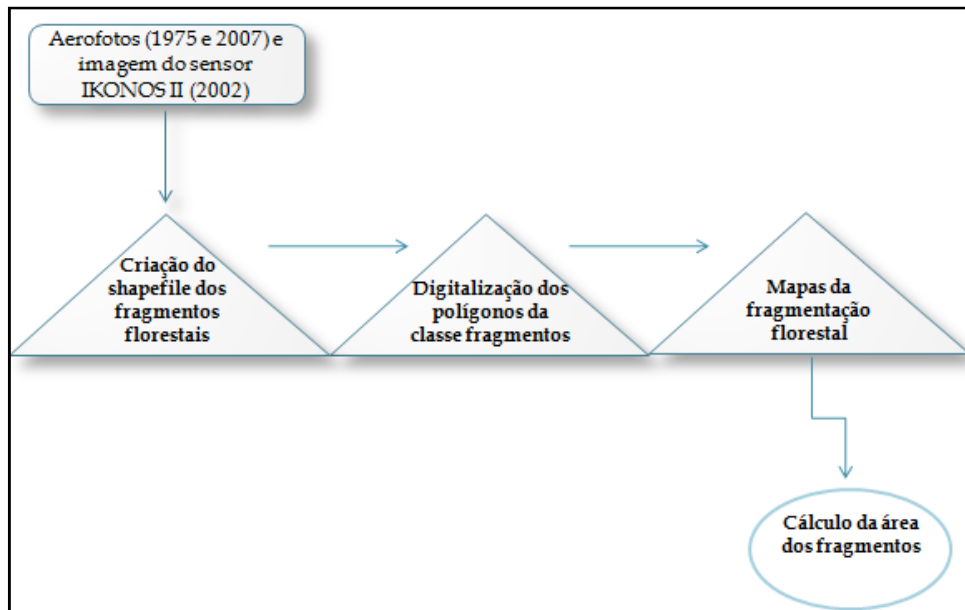 Aerofotos (1975 e 2007) e
imagem do sensor
IKONOS II (2002)
Criação do
shapefile dos
fragmentos
florestais
Digitalização dos
polígonos da
classe fragmentos
Mapas da
fragmentação
florestal
Cálculo da área
dos fragmentos